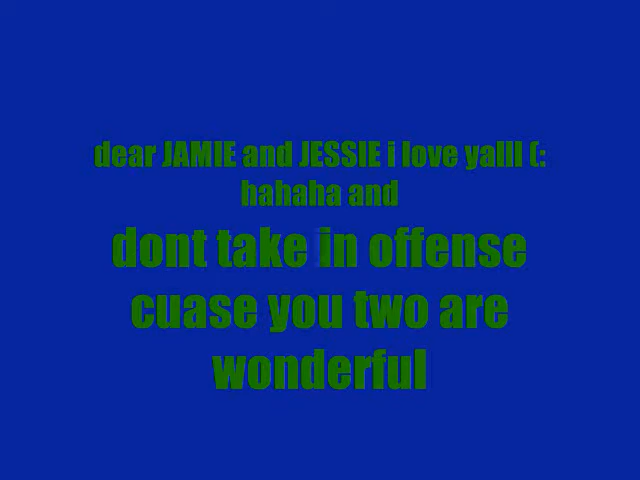 dear JAMIE and JESSIE i love yalll (:
hahaha and
dont take in offense
cuase you two are
wonderful